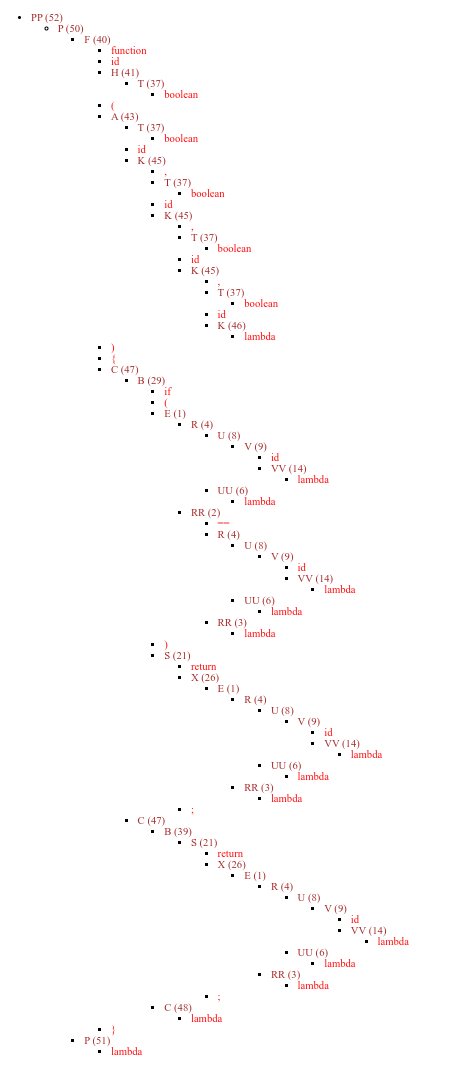 PP (52)
P (50)
F (40)
function
id
H (41)
T (37)
boolean
(
A (43)
T (37)
boolean
id
K (45)
,
T (37)
boolean
id
K (45)
,
T (37)
boolean
id
K (45)
,
T (37)
boolean
id
K (46)
lambda
)
{
C (47)
B (29)
if
(
E (1)
R (4)
U (8)
V (9)
id
VV (14)
lambda
UU (6)
lambda
RR (2)
==
R (4)
U (8)
V (9)
id
VV (14)
lambda
UU (6)
lambda
RR (3)
lambda
)
S (21)
return
X (26)
E (1)
R (4)
U (8)
V (9)
id
VV (14)
lambda
UU (6)
lambda
RR (3)
lambda
;
C (47)
B (39)
S (21)
return
X (26)
E (1)
R (4)
U (8)
V (9)
id
VV (14)
lambda
UU (6)
lambda
RR (3)
lambda
;
C (48)
lambda
}
P (51)
lambda